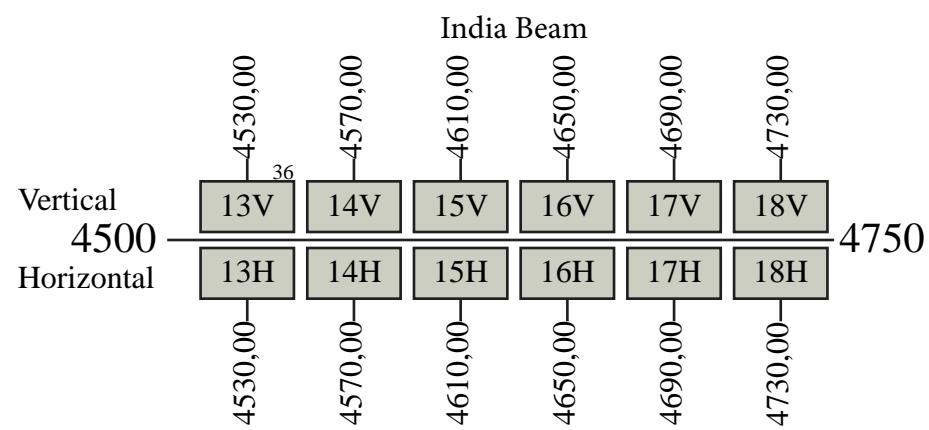 India Beam
4530,00 4570,00 4610,00 4650,00 4690,00 4730,00
36
Vertical 13V 14V 15V 16V 17V 18V
4500 4750
Horizontal 13H 14H 15H 16H 17H 18H
4530,00 4570,00 4610,00 4650,00 4690,00 4730,00